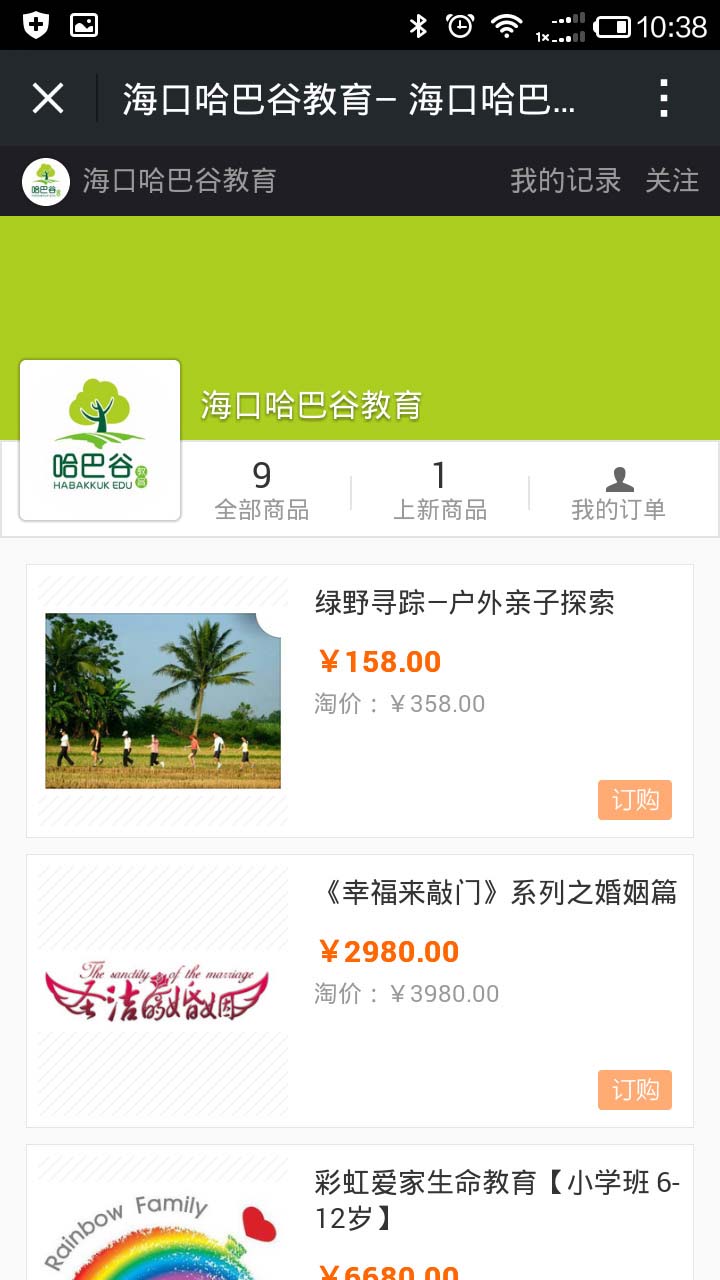 1×
10:38
海口哈巴谷教育– 海口哈巴...
哈巴谷
海口哈巴谷教育
我的记录
关注
海口哈巴谷教育
哈巴谷 教育
HABAKKUK EDU
9
全部商品
1
上新商品
我的订单
绿野寻踪—户外亲子探索
￥158.00
淘价：￥358.00
订购
《幸福来敲门》系列之婚姻篇
￥2980.00
淘价：￥3980.00
The sanctity of the marriage
圣洁的婚姻
订购
彩虹爱家生命教育【小学班 6-
12岁】
Rainbow Family
￥6680.00